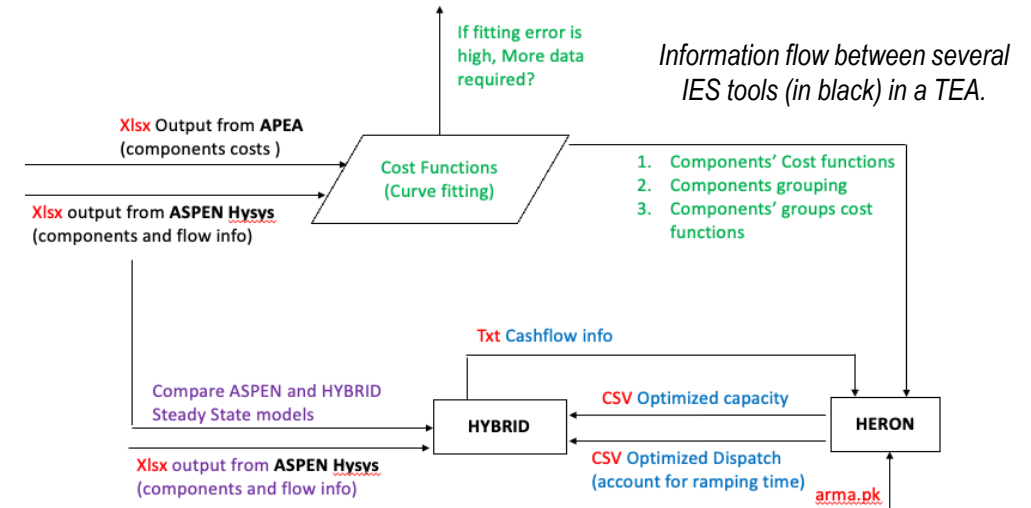 If fitting error is
high, More data
required?
Information flow between several
IES tools (in black) in a TEA.
Xlsx Output from APEA
(components costs )
Cost Functions
(Curve fitting)
1. Components' Cost functions
2. Components grouping
3. Components' groups cost
functions
Xlsx output from ASPEN Hysys
(components and flow info)
Txt Cashflow info
Compare ASPEN and HYBRID
Steady State models
CSV Optimized capacity
HYBRID
HERON
Xlsx output from ASPEN Hysys
(components and flow info)
CSV Optimized Dispatch
(account for ramping time)
arma.pk